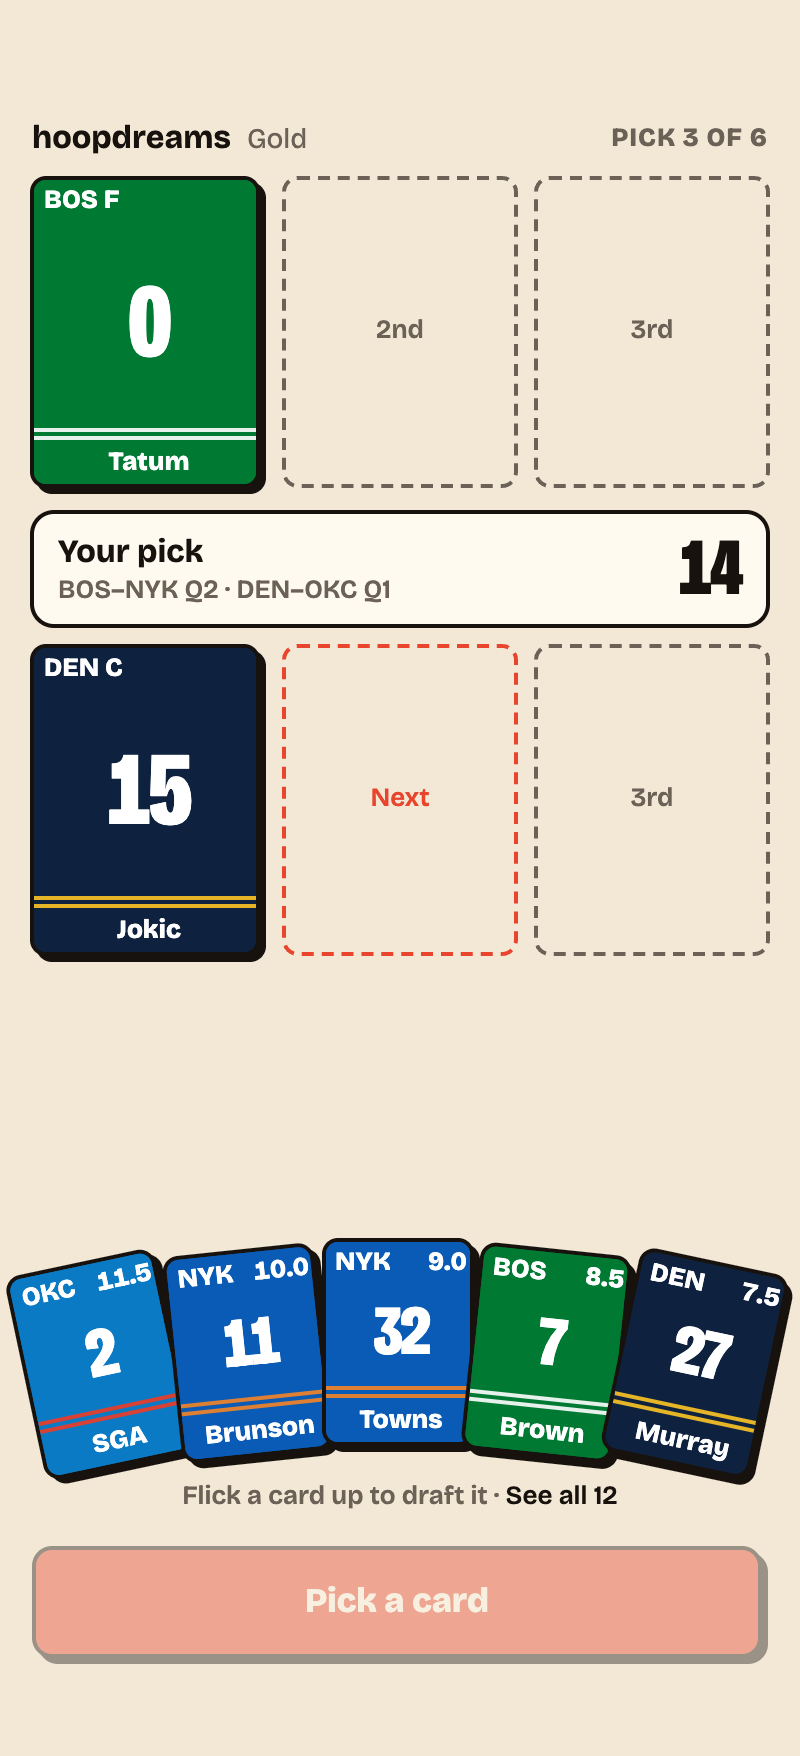 hoopdreams Gold PICK 3 OF 6
BOS F
0
Tatum
2nd
3rd
Your pick
BOS–NYK Q2 · DEN–OKC Q1
14
DEN C
15
Jokic
Next
3rd
OKC 11.5
2
SGA
NYK 10.0
11
Brunson
NYK 9.0
32
Towns
BOS 8.5
7
Brown
DEN 7.5
27
Murray
Flick a card up to draft it · See all 12
Pick a card